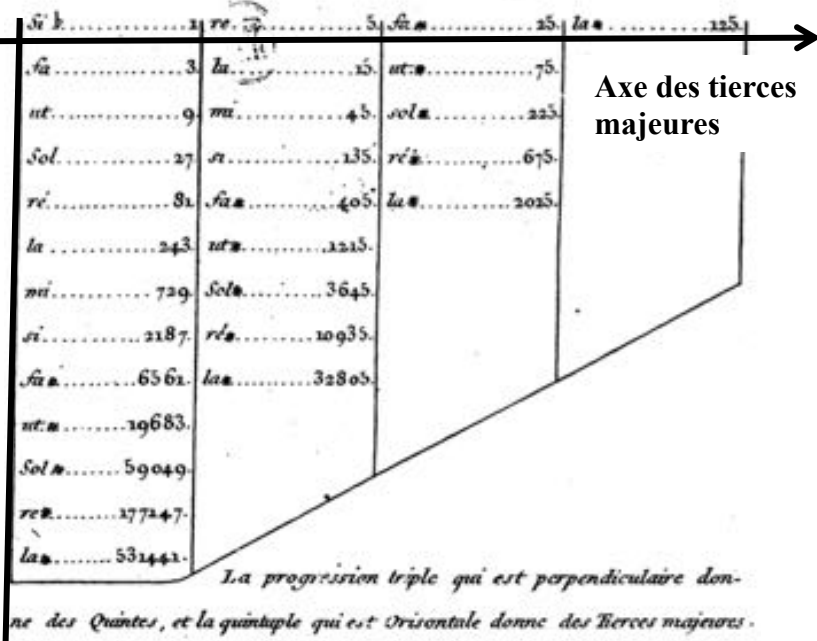 Si b 1. re 5. fa♯ 25. la♯ 125.
fa 3. la 15. ut♯ 75.
ut 9. mi 45. sol♯ 225.
Sol 27. si 135. ré♯ 675.
ré 81. fa♯ 405. la♯ 2025.
la 243. ut♯ 1215.
mi 729. Sol♯ 3645.
si 2187. ré♯ 10935.
fa♯ 6561. la♯ 32805.
ut♯ 19683.
Sol♯ 59049.
re♯ 177147.
la♯ 531441.
Axe des tierces
majeures
La progression triple qui est perpendiculaire don-
ne des Quintes, et la quintuple qui est Orisontale donne des Tierces majeures.